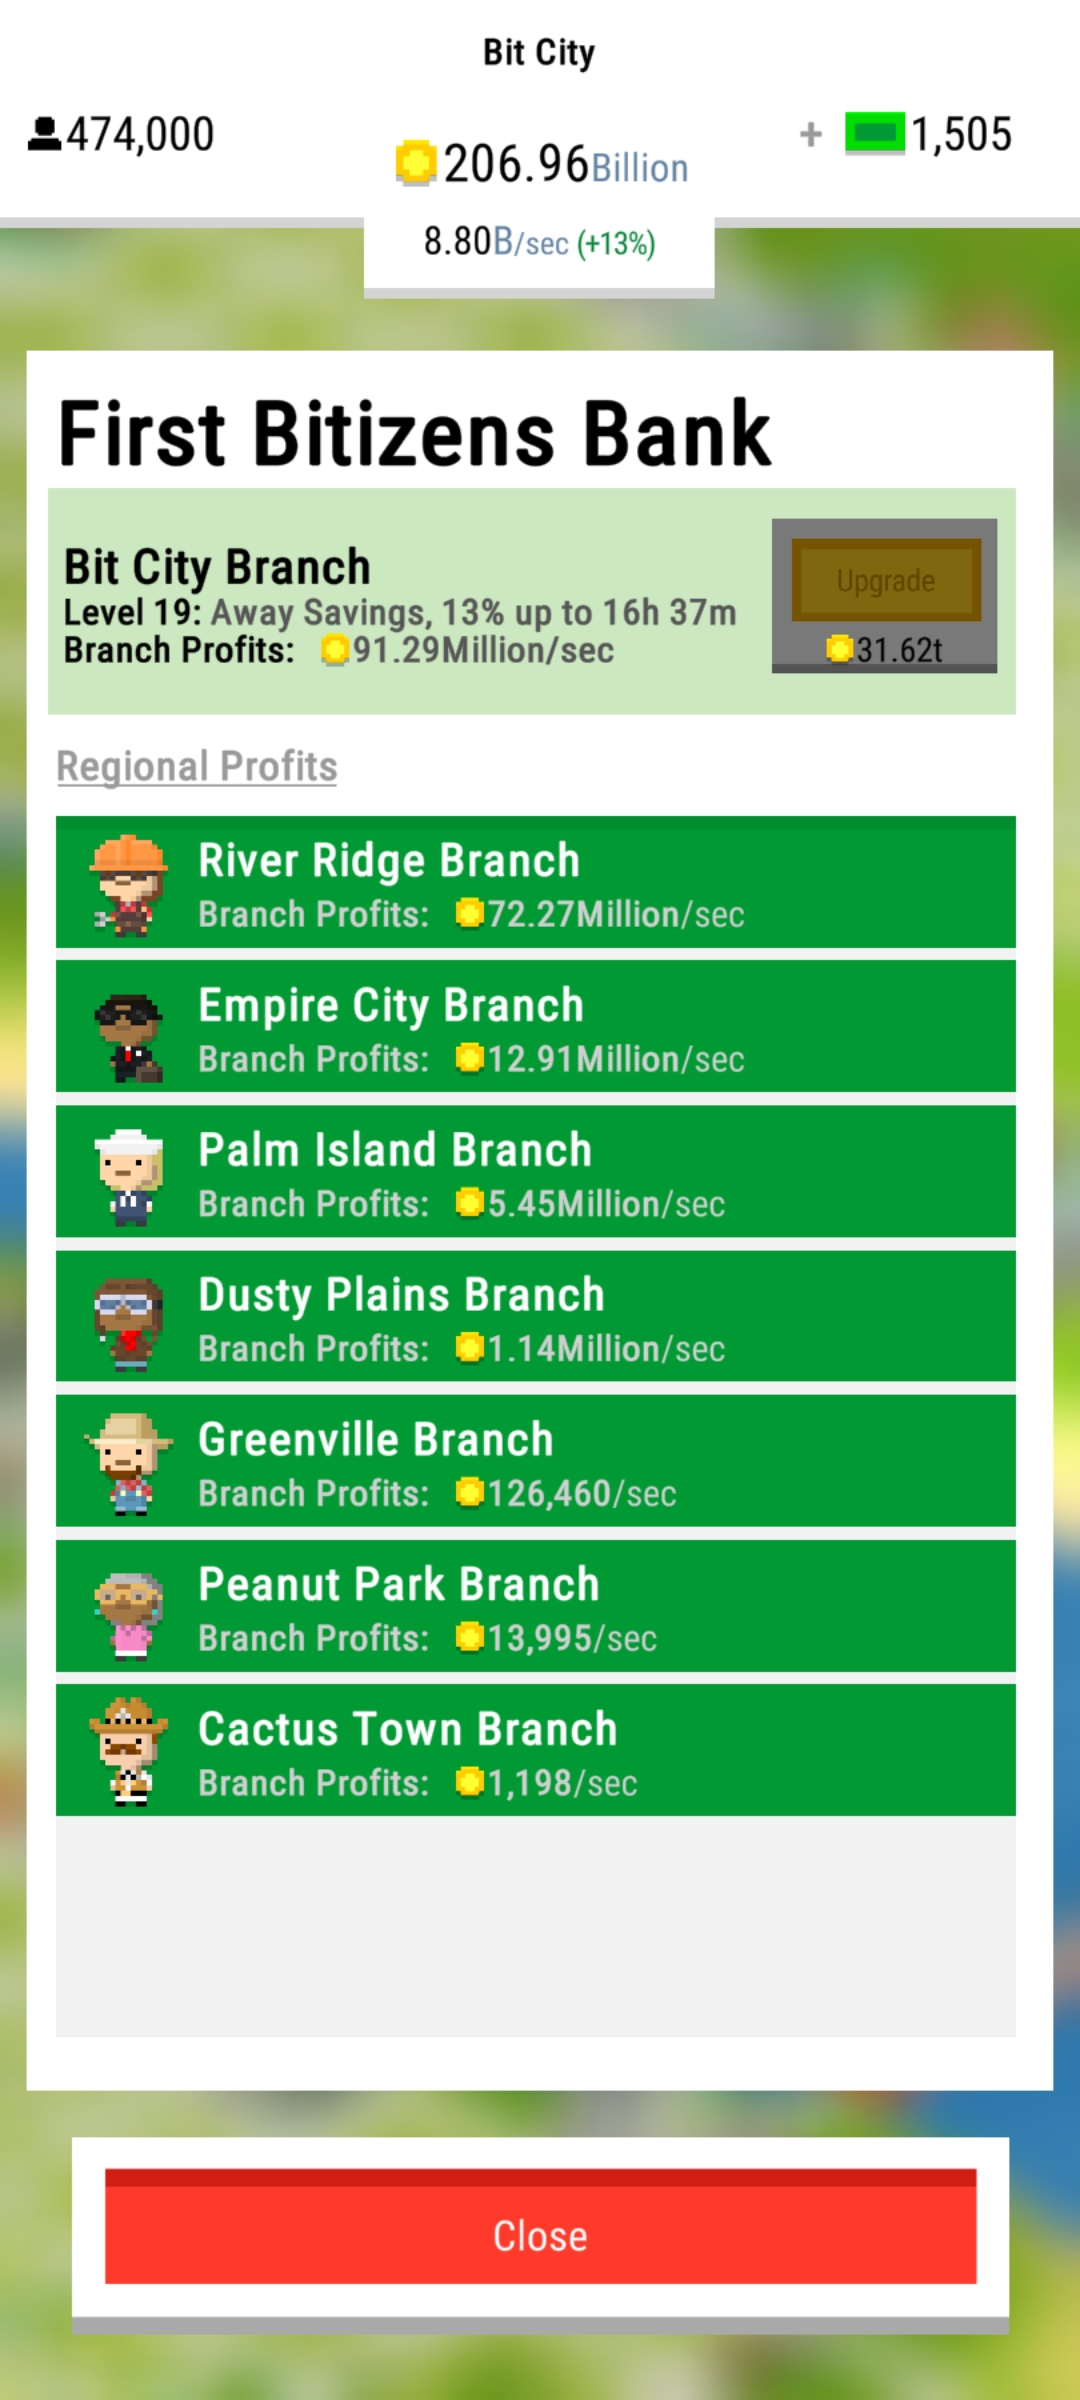 Bit City
474,000
206.96Billion
+ 1,505
8.80B/sec (+13%)
First Bitizens Bank
Bit City Branch
Level 19: Away Savings, 13% up to 16h 37m
Branch Profits: 91.29Million/sec
Upgrade
31.62t
Regional Profits
River Ridge Branch
Branch Profits: 72.27Million/sec
Empire City Branch
Branch Profits: 12.91Million/sec
Palm Island Branch
Branch Profits: 5.45Million/sec
Dusty Plains Branch
Branch Profits: 1.14Million/sec
Greenville Branch
Branch Profits: 126,460/sec
Peanut Park Branch
Branch Profits: 13,995/sec
Cactus Town Branch
Branch Profits: 1,198/sec
Close